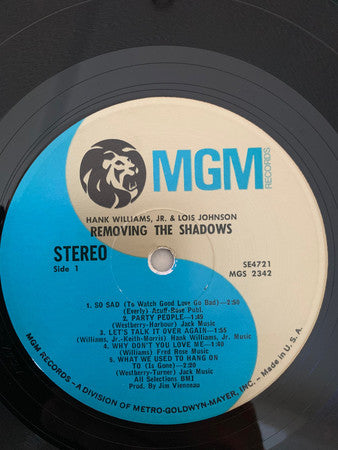 MGM
RECORDS
HANK WILLIAMS, JR. & LOIS JOHNSON
REMOVING THE SHADOWS
STEREO
Side 1
SE4721
MGS 2342
1. SO SAD (To Watch Good Love Go Bad)—2:50
(Everly) Acuff-Rose Publ.
2. PARTY PEOPLE—1:49
(Westberry-Harbour) Jack Music
3. LET'S TALK IT OVER AGAIN—1:55
(Williams, Jr.-Keith-Morris) Hank Williams, Jr. Music
4. WHY DON'T YOU LOVE ME—1:40
(Williams) Fred Rose Music
5. WHAT WE USED TO HANG ON
TO (Is Gone)—2:20
(Westberry-Turner) Jack Music
All Selections BMI
Prod. By Jim Vienneau
MGM RECORDS—A DIVISION OF METRO-GOLDWYN-MAYER, INC.—Made in U.S.A.